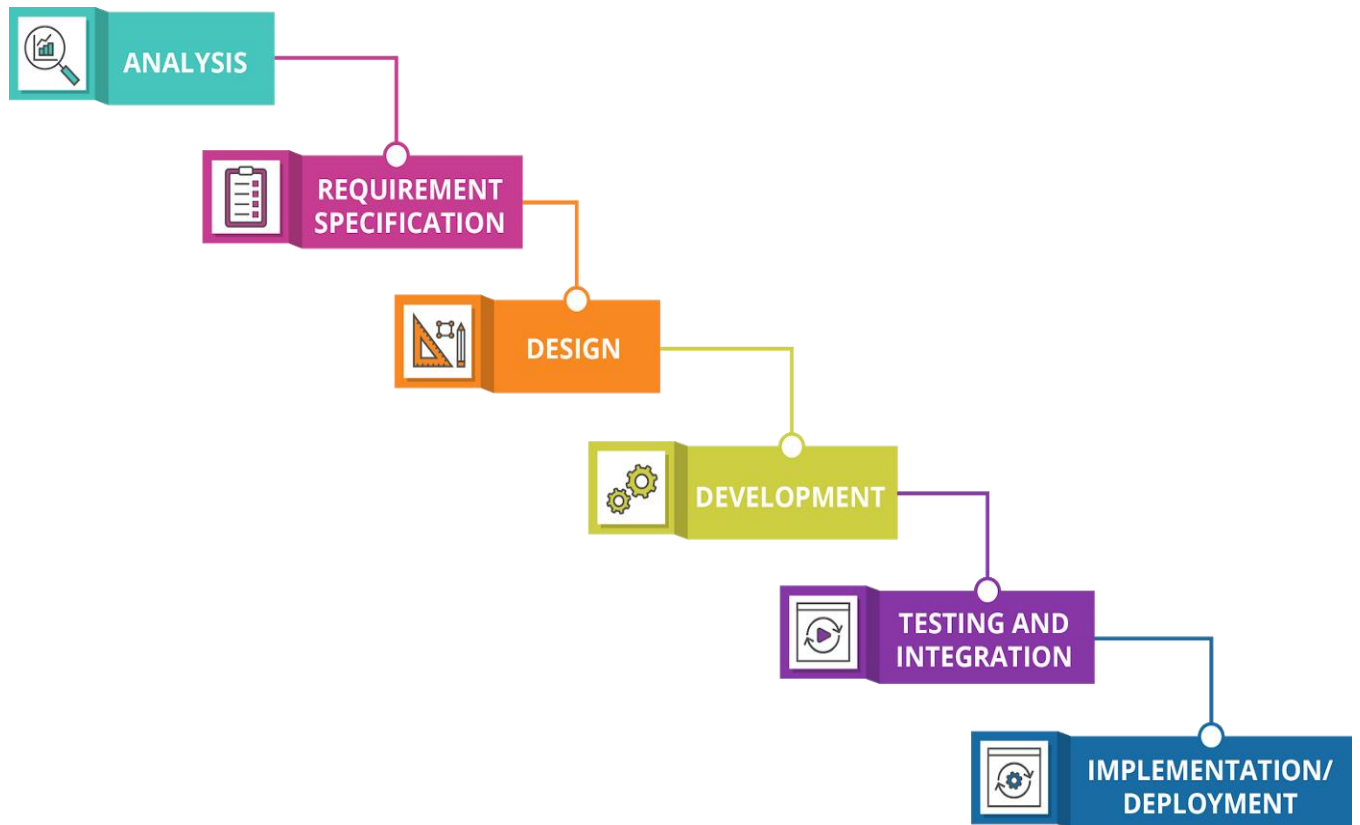 ANALYSIS
REQUIREMENT
SPECIFICATION
DESIGN
DEVELOPMENT
TESTING AND
INTEGRATION
IMPLEMENTATION/
DEPLOYMENT